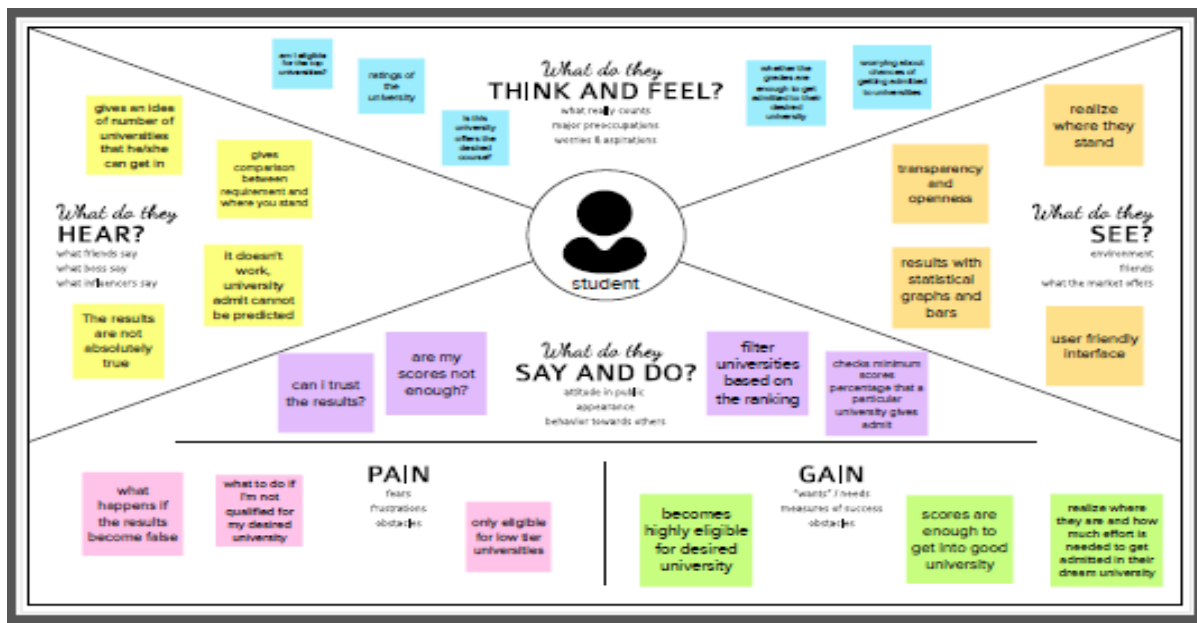 am I eligible
for the top
universities?
ratings of
the
university
is this
university
offers the
desired
course?
What do they
THINK AND FEEL?
what really counts
major preoccupations
worries & aspirations
whether the
grades are
enough to get
admitted to their
desired
university
worrying about
chances of
getting admitted
to universities
gives an idea
of number of
universities
that he/she
can get in
gives
comparison
between
requirement and
where you stand
What do they
HEAR?
what friends say
what boss say
what influencers say
it doesn't
work,
university
admit cannot
be predicted
The results
are not
absolutely
true
student
realize
where they
stand
transparency
and
openness
What do they
SEE?
environment
friends
what the market offers
results with
statistical
graphs and
bars
user friendly
interface
can i trust
the results?
are my
scores not
enough?
What do they
SAY AND DO?
attitude in public
appearance
behavior towards others
filter
universities
based on
the ranking
checks minimum
scores
percentage that a
particular
university gives
admit
what
happens if
the results
become false
what to do if
I'm not
qualified for
my desired
university
PAIN
fears
frustrations
obstacles
only eligible
for low tier
universities
GAIN
"wants" / needs
measures of success
obstacles
becomes
highly eligible
for desired
university
scores are
enough to
get into good
university
realize where
they are and how
much effort is
needed to get
admitted in their
dream university